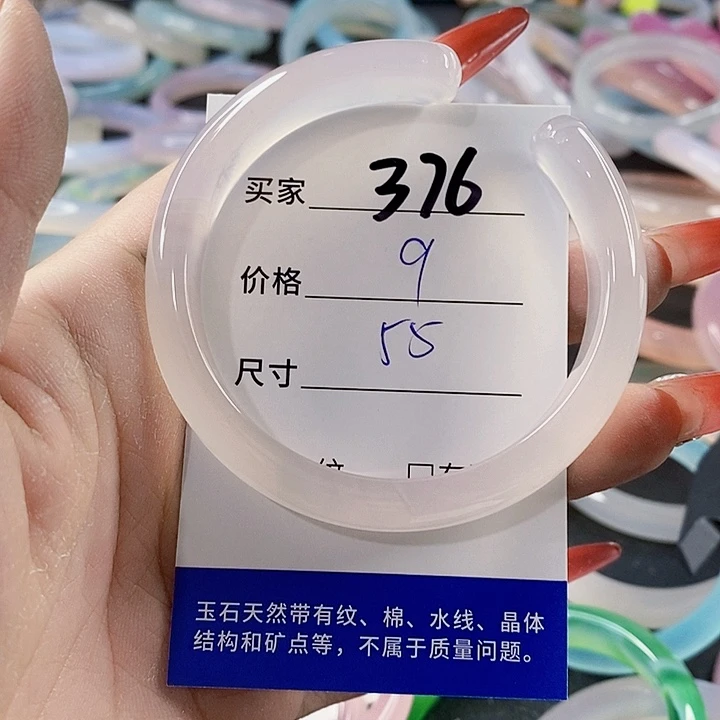 买家 376
价格 9
尺寸 55
玉石天然带有纹、棉、水线、晶体
结构和矿点等，不属于质量问题。